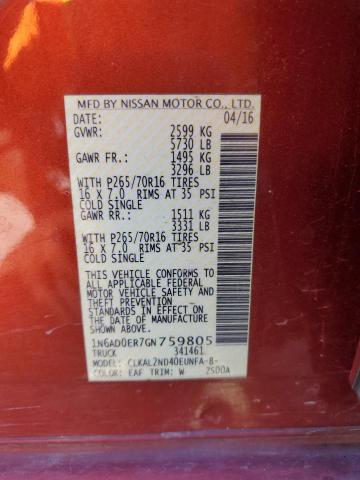 MFD BY NISSAN MOTOR CO., LTD.
DATE: 04/16
GVWR: 2599 KG
5730 LB
GAWR FR.: 1495 KG
3296 LB
WITH P265/70R16 TIRES
16 X 7.0 RIMS AT 35 PSI
COLD SINGLE
GAWR RR.: 1511 KG
3331 LB
WITH P265/70R16 TIRES
16 X 7.0 RIMS AT 35 PSI
COLD SINGLE
THIS VEHICLE CONFORMS TO
ALL APPLICABLE FEDERAL
MOTOR VEHICLE SAFETY
STANDARDS IN EFFECT ON
THE DATE OF MANUFACTURE
SHOWN ABOVE.
1N6AD0ER7GN759805
TRUCK 341461
MODEL: CLKAL2ND40EUNFA-B-
COLOR: EAF TRIM: W 2500A